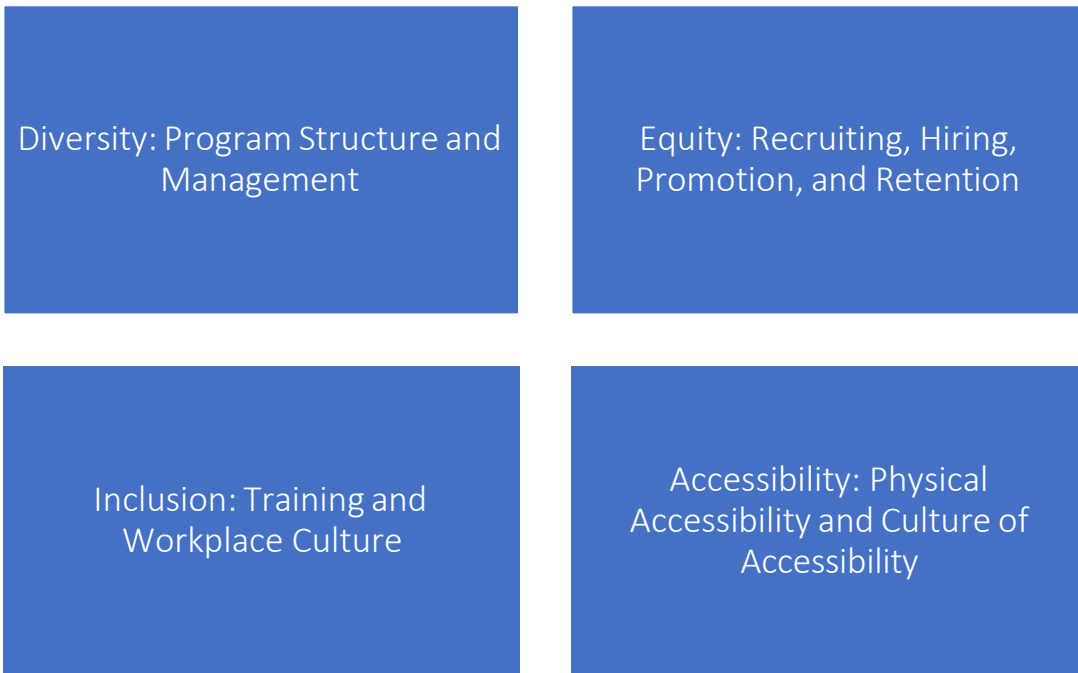 Diversity: Program Structure and
Management
Equity: Recruiting, Hiring,
Promotion, and Retention
Inclusion: Training and
Workplace Culture
Accessibility: Physical
Accessibility and Culture of
Accessibility